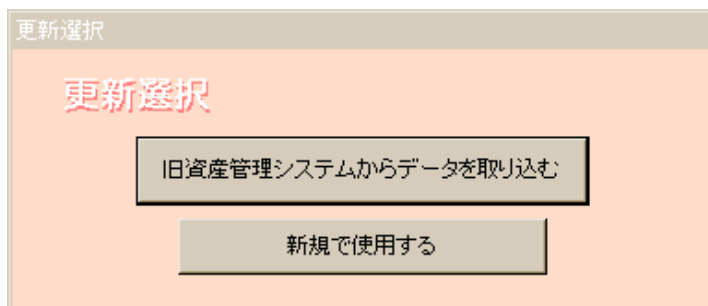 更新選択
更新選択
旧資産管理システムからデータを取り込む
新規で使用する